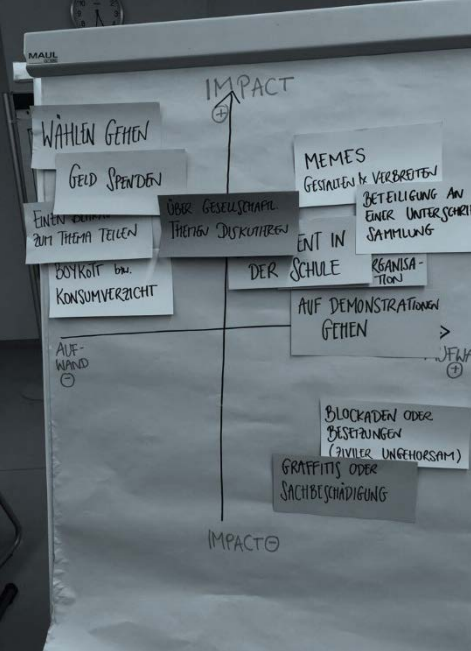 MAUL
IMPACT
+
WÄHLEN GEHEN
GELD SPENDEN
EINEN
ZUM THEMA TEILEN
BOYKOTT bzw.
KONSUMVERZICHT
ÜBER GESELLSCHAFTL.
THEMEN DISKUTIEREN
MEMES
GESTALTEN & VERBREITEN
BETEILIGUNG AN
EINER UNTERSCHRI
SAMMLUNG
ENT IN
DER SCHULE
RGANISA-
TION
AUF DEMONSTRATIONEN
GEHEN
AUF-
WAND
-
UFWA
+
BLOCKADEN ODER
BESETZUNGEN
(ZIVILER UNGEHORSAM)
GRAFFITIS ODER
SACHBESCHÄDIGUNG
IMPACT -